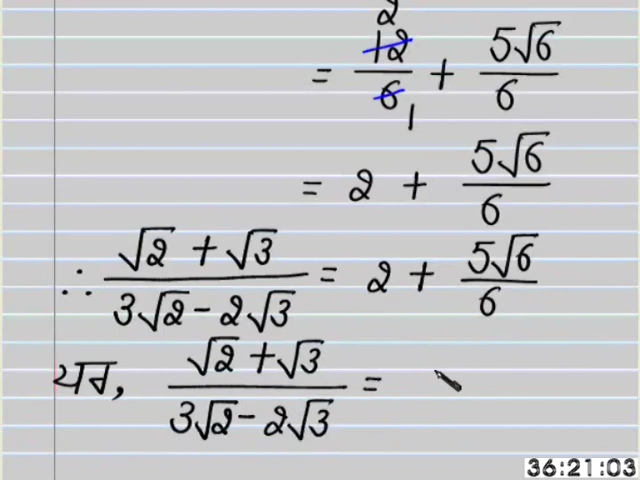 = 12/6 + 5√6/6
2
1
= 2 + 5√6/6
∴ (√2 + √3)/(3√2 - 2√3) = 2 + 5√6/6
(√2 + √3)/(3√2 - 2√3) =
36:21:03